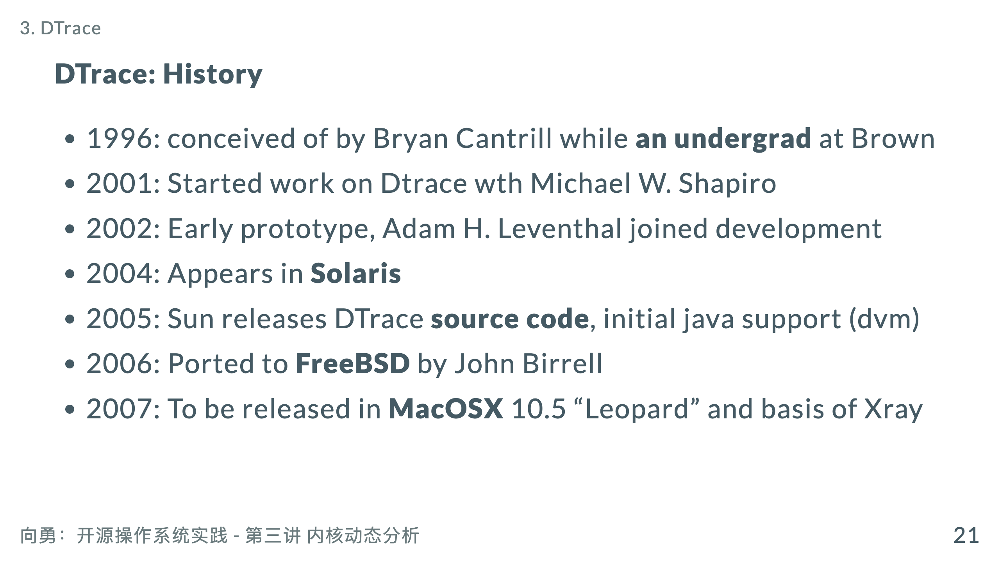 3. DTrace
DTrace: History
• 1996: conceived of by Bryan Cantrill while an undergrad at Brown
• 2001: Started work on Dtrace wth Michael W. Shapiro
• 2002: Early prototype, Adam H. Leventhal joined development
• 2004: Appears in Solaris
• 2005: Sun releases DTrace source code, initial java support (dvm)
• 2006: Ported to FreeBSD by John Birrell
• 2007: To be released in MacOSX 10.5 “Leopard” and basis of Xray
向勇：开源操作系统实践 - 第三讲 内核动态分析
21